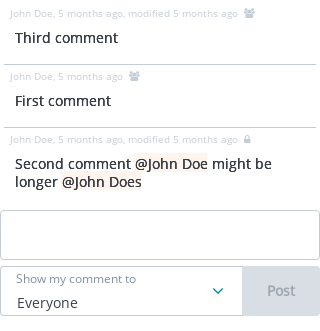 John Doe, 5 months ago, modified 5 months ago
Third comment
John Doe, 5 months ago
First comment
John Doe, 5 months ago, modified 5 months ago
Second comment @John Doe might be
longer @John Does
Show my comment to
Everyone
Post